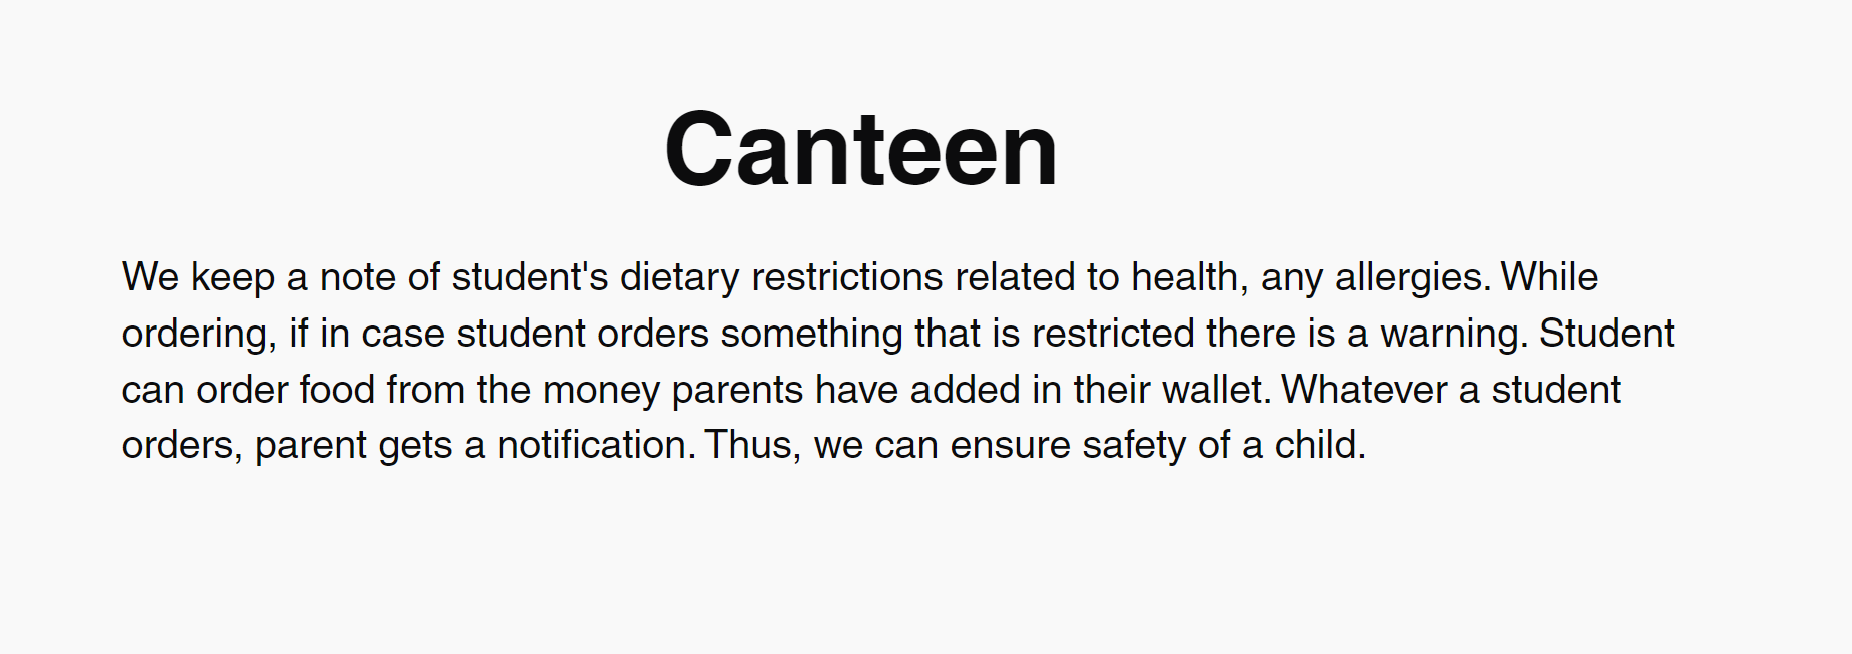 Canteen
We keep a note of student's dietary restrictions related to health, any allergies. While
ordering, if in case student orders something that is restricted there is a warning. Student
can order food from the money parents have added in their wallet. Whatever a student
orders, parent gets a notification. Thus, we can ensure safety of a child.